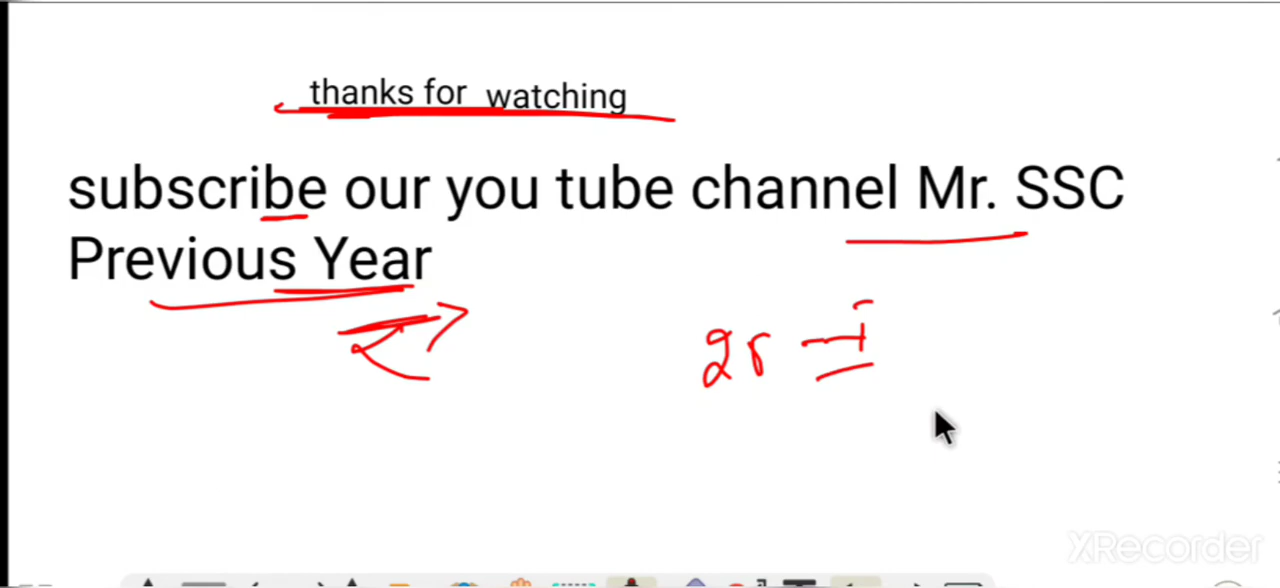 thanks for watching
subscribe our you tube channel Mr. SSC
Previous Year
XRecorder